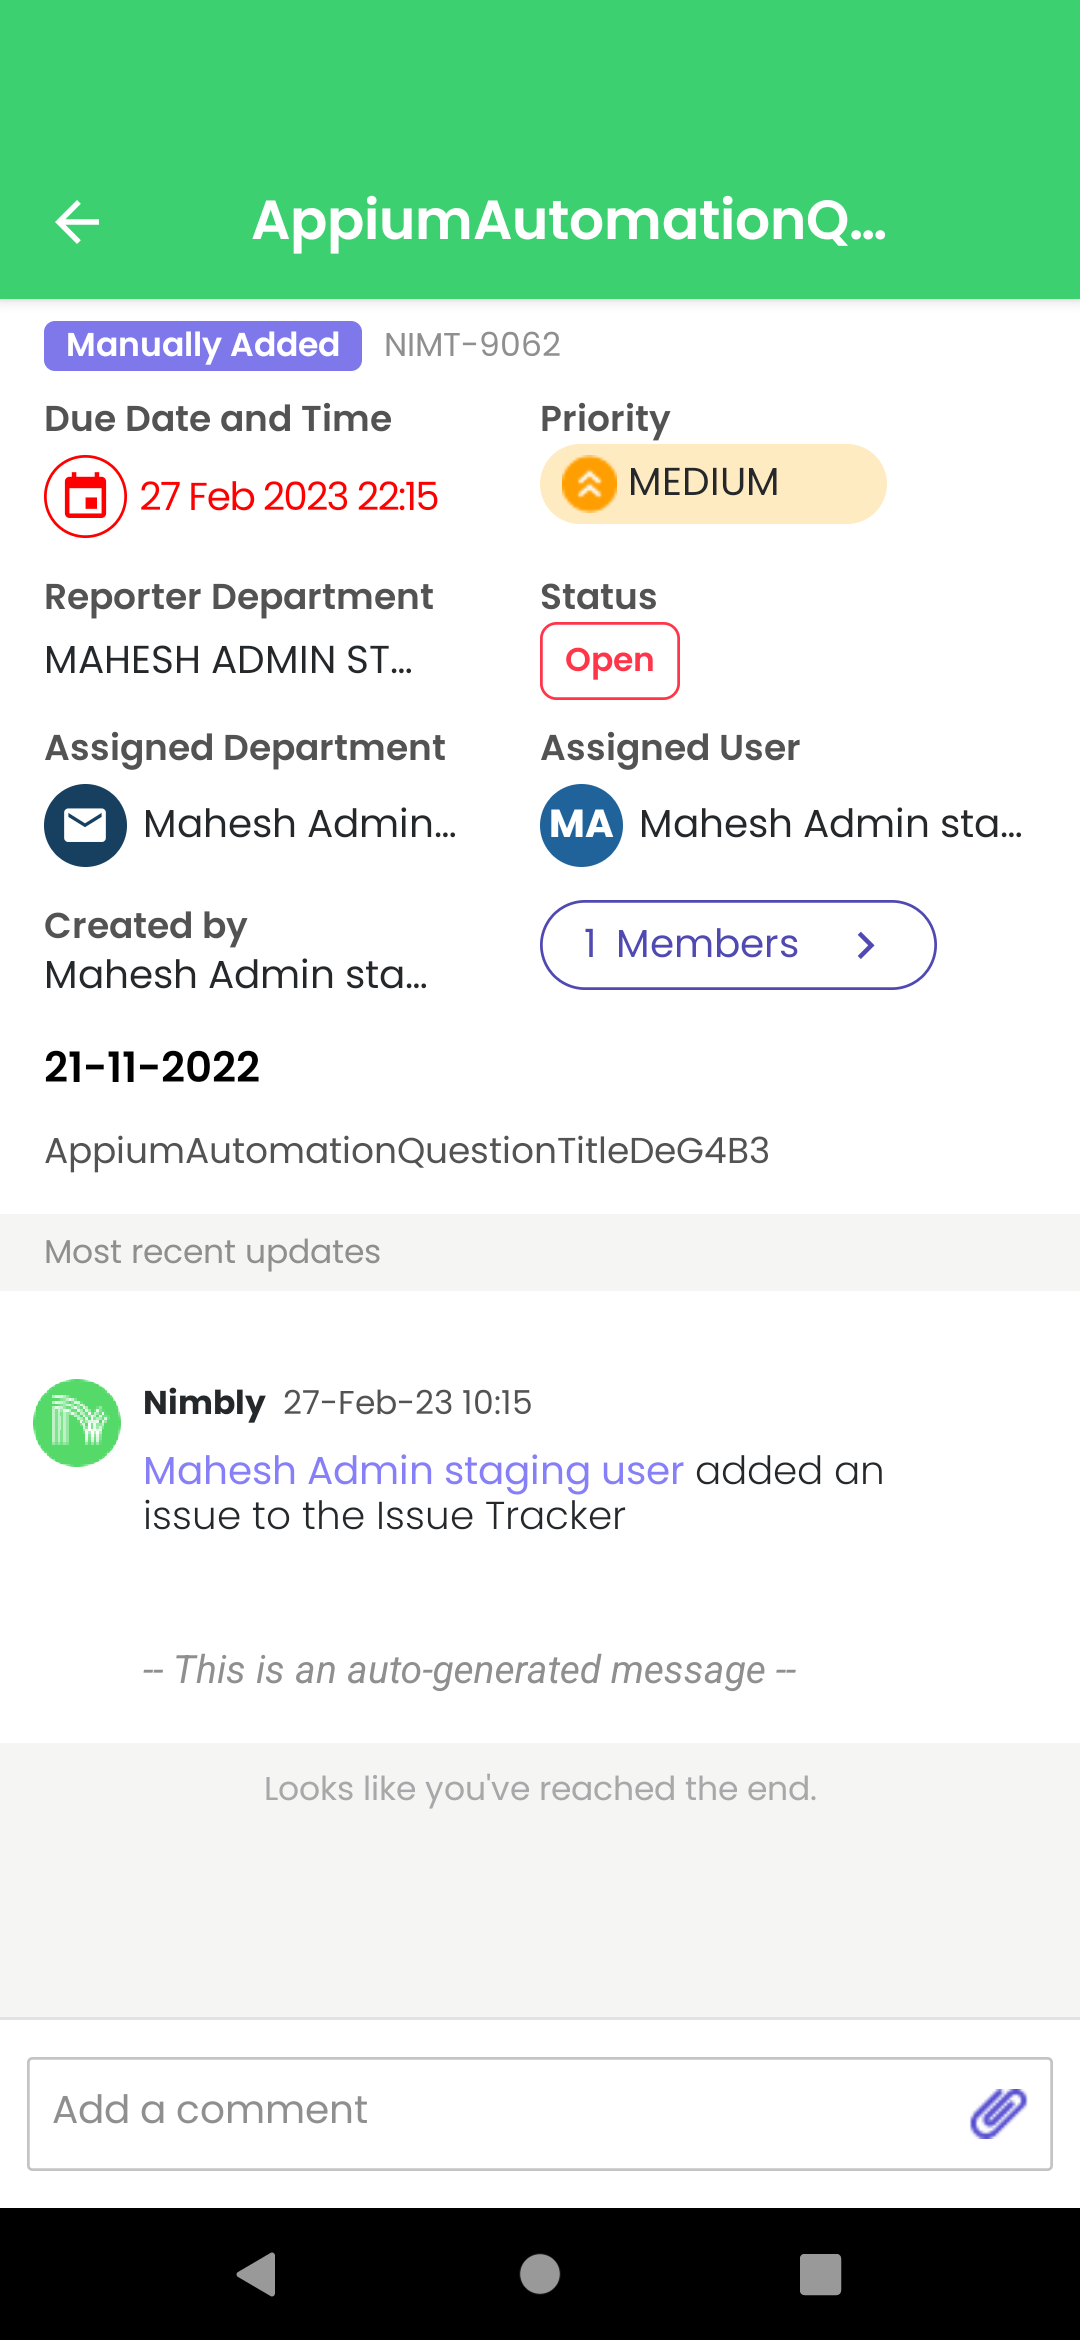 AppiumAutomationQ...
Manually Added NIMT-9062
Due Date and Time Priority
27 Feb 2023 22:15 MEDIUM
Reporter Department Status
MAHESH ADMIN ST... Open
Assigned Department Assigned User
Mahesh Admin... MA Mahesh Admin sta...
Created by
1 Members
Mahesh Admin sta...
21-11-2022
AppiumAutomationQuestionTitleDeG4B3
Most recent updates
Nimbly 27-Feb-23 10:15
Mahesh Admin staging user added an
issue to the Issue Tracker
-- This is an auto-generated message --
Looks like you've reached the end.
Add a comment